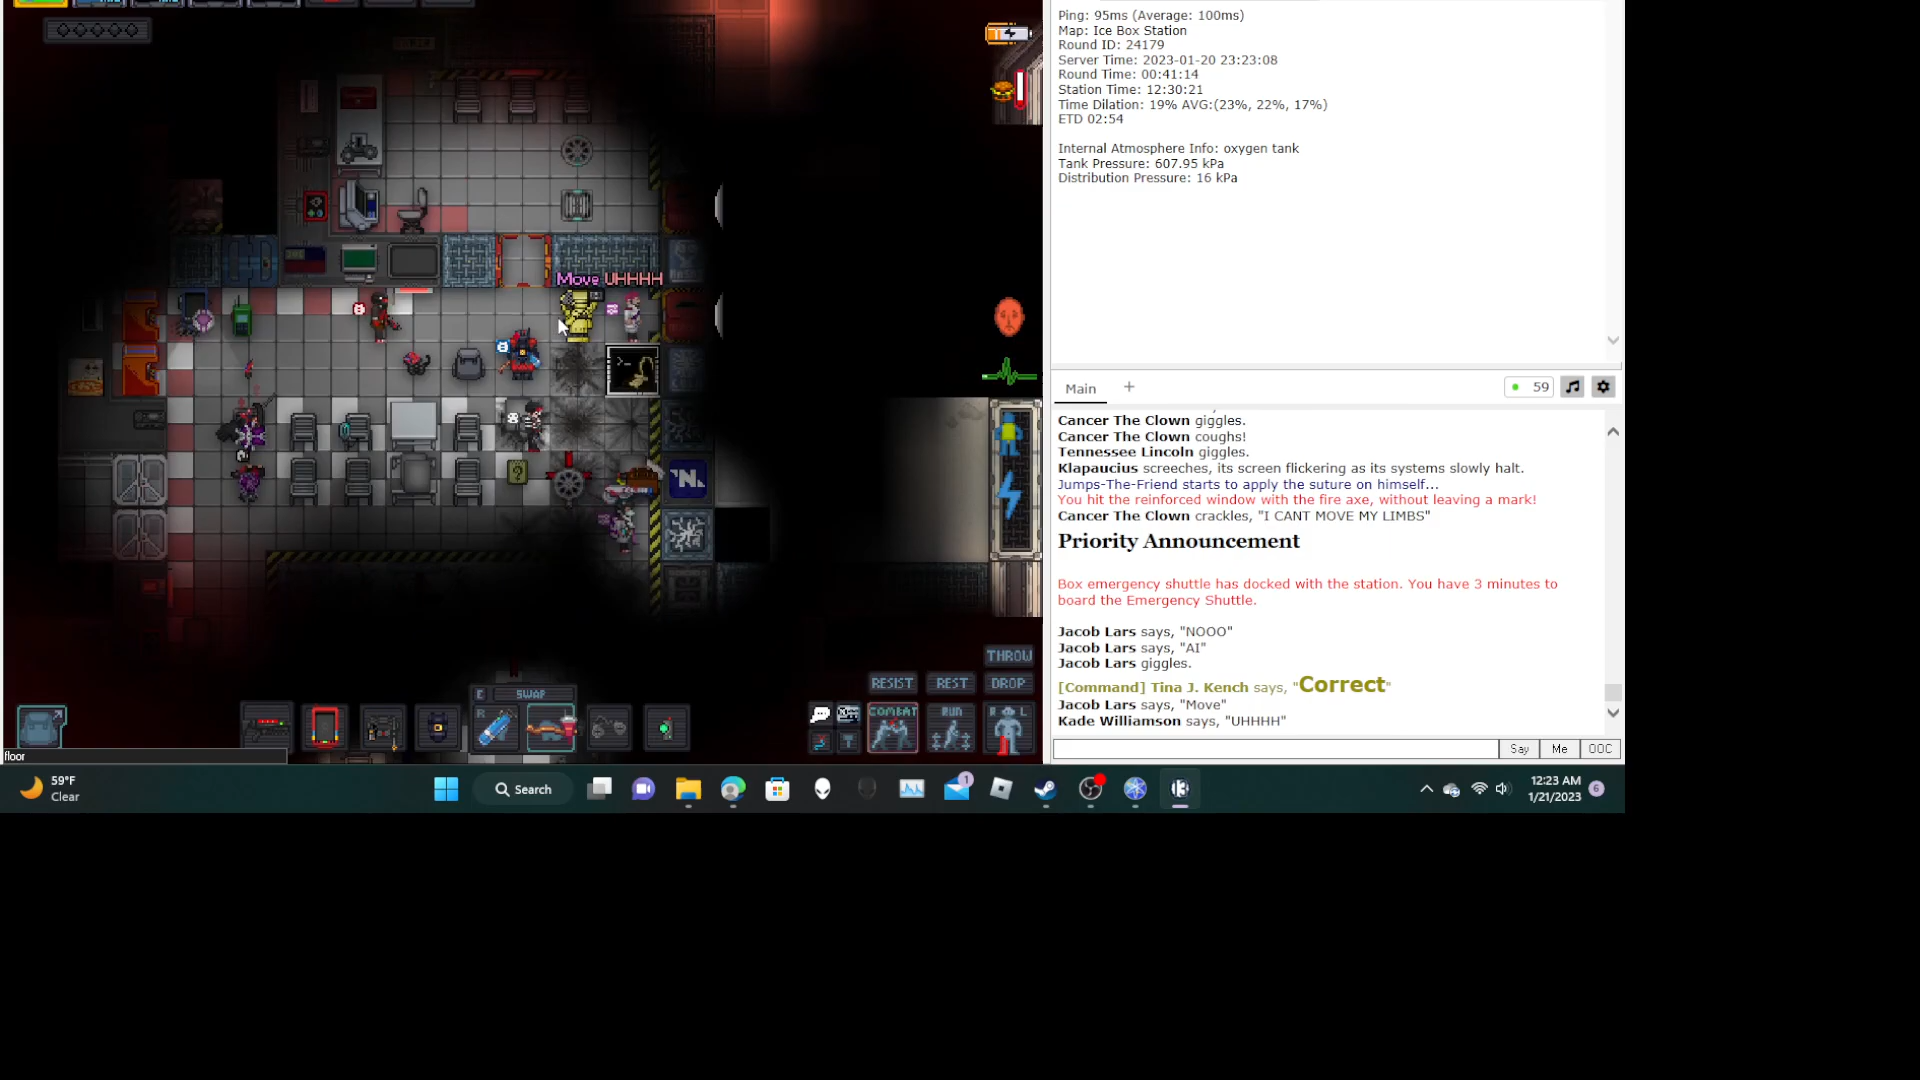 Ping: 95ms (Average: 100ms)
Map: Ice Box Station
Round ID: 24179
Server Time: 2023-01-20 23:23:08
Round Time: 00:41:14
Station Time: 12:30:21
Time Dilation: 19% AVG:(23%, 22%, 17%)
ETD 02:54
Internal Atmosphere Info: oxygen tank
Tank Pressure: 607.95 kPa
Distribution Pressure: 16 kPa
Move UHHHH
Main +
59
Cancer The Clown giggles.
Cancer The Clown coughs!
Tennessee Lincoln giggles.
Klapaucius screeches, its screen flickering as its systems slowly halt.
Jumps-The-Friend starts to apply the suture on himself...
You hit the reinforced window with the fire axe, without leaving a mark!
Cancer The Clown crackles, "I CANT MOVE MY LIMBS"
Priority Announcement
Box emergency shuttle has docked with the station. You have 3 minutes to
board the Emergency Shuttle.
Jacob Lars says, "NOOO"
Jacob Lars says, "AI"
Jacob Lars giggles.
[Command] Tina J. Kench says, "Correct"
Jacob Lars says, "Move"
Kade Williamson says, "UHHHH"
Say Me OOC
THROW
RESIST REST DROP
E SWAP
R
COMBAT RUN R L
floor
59°F
Clear
Search
1
13
12:23 AM
1/21/2023
6